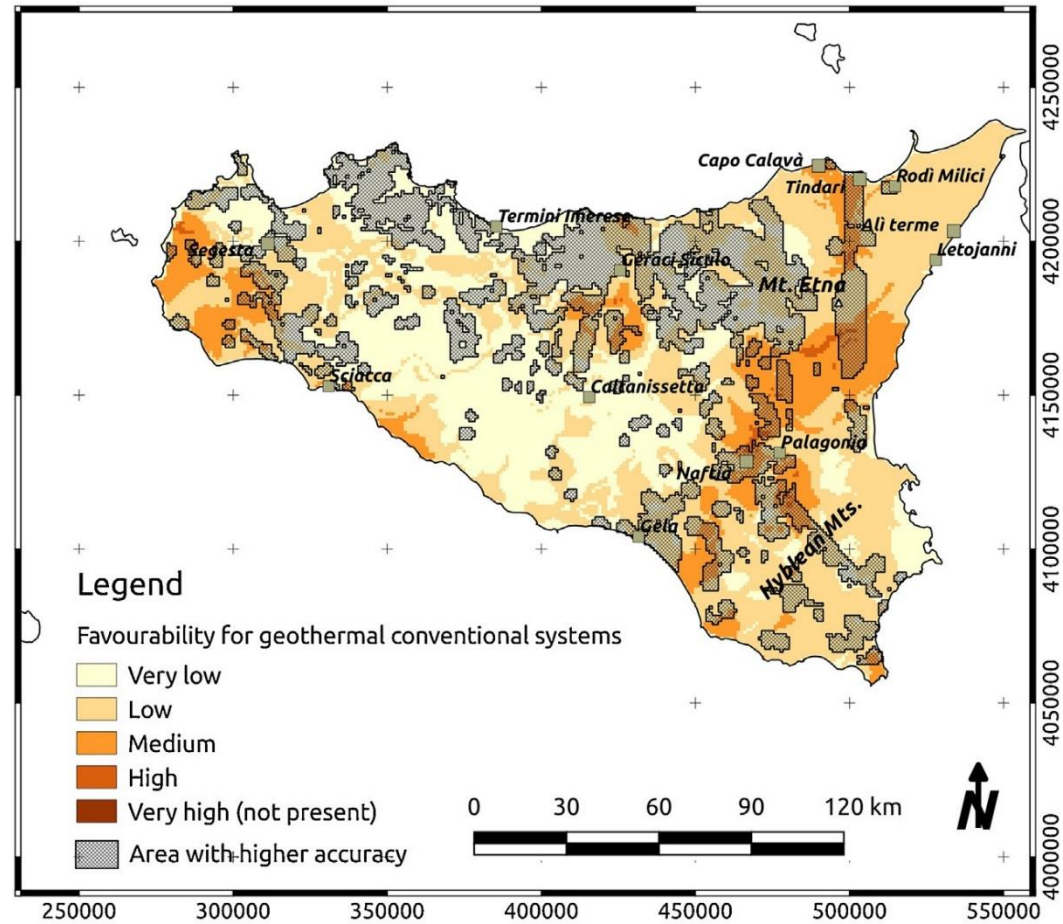 Capo Calavà
Tindari
Rodì Milici
Termini Imerese
Alì terme
Segesta
Letojanni
Geraci Siculo
Mt. Etna
Sciacca
Caltanissetta
Palagonia
Naftia
Gela
Hyblean Mts.
Legend
Favourability for geothermal conventional systems
Very low
Low
Medium
High
Very high (not present)
Area with higher accuracy
0 30 60 90 120 km
N
250000 300000 350000 400000 450000 500000 550000
4250000
4200000
4150000
4100000
4050000
4000000